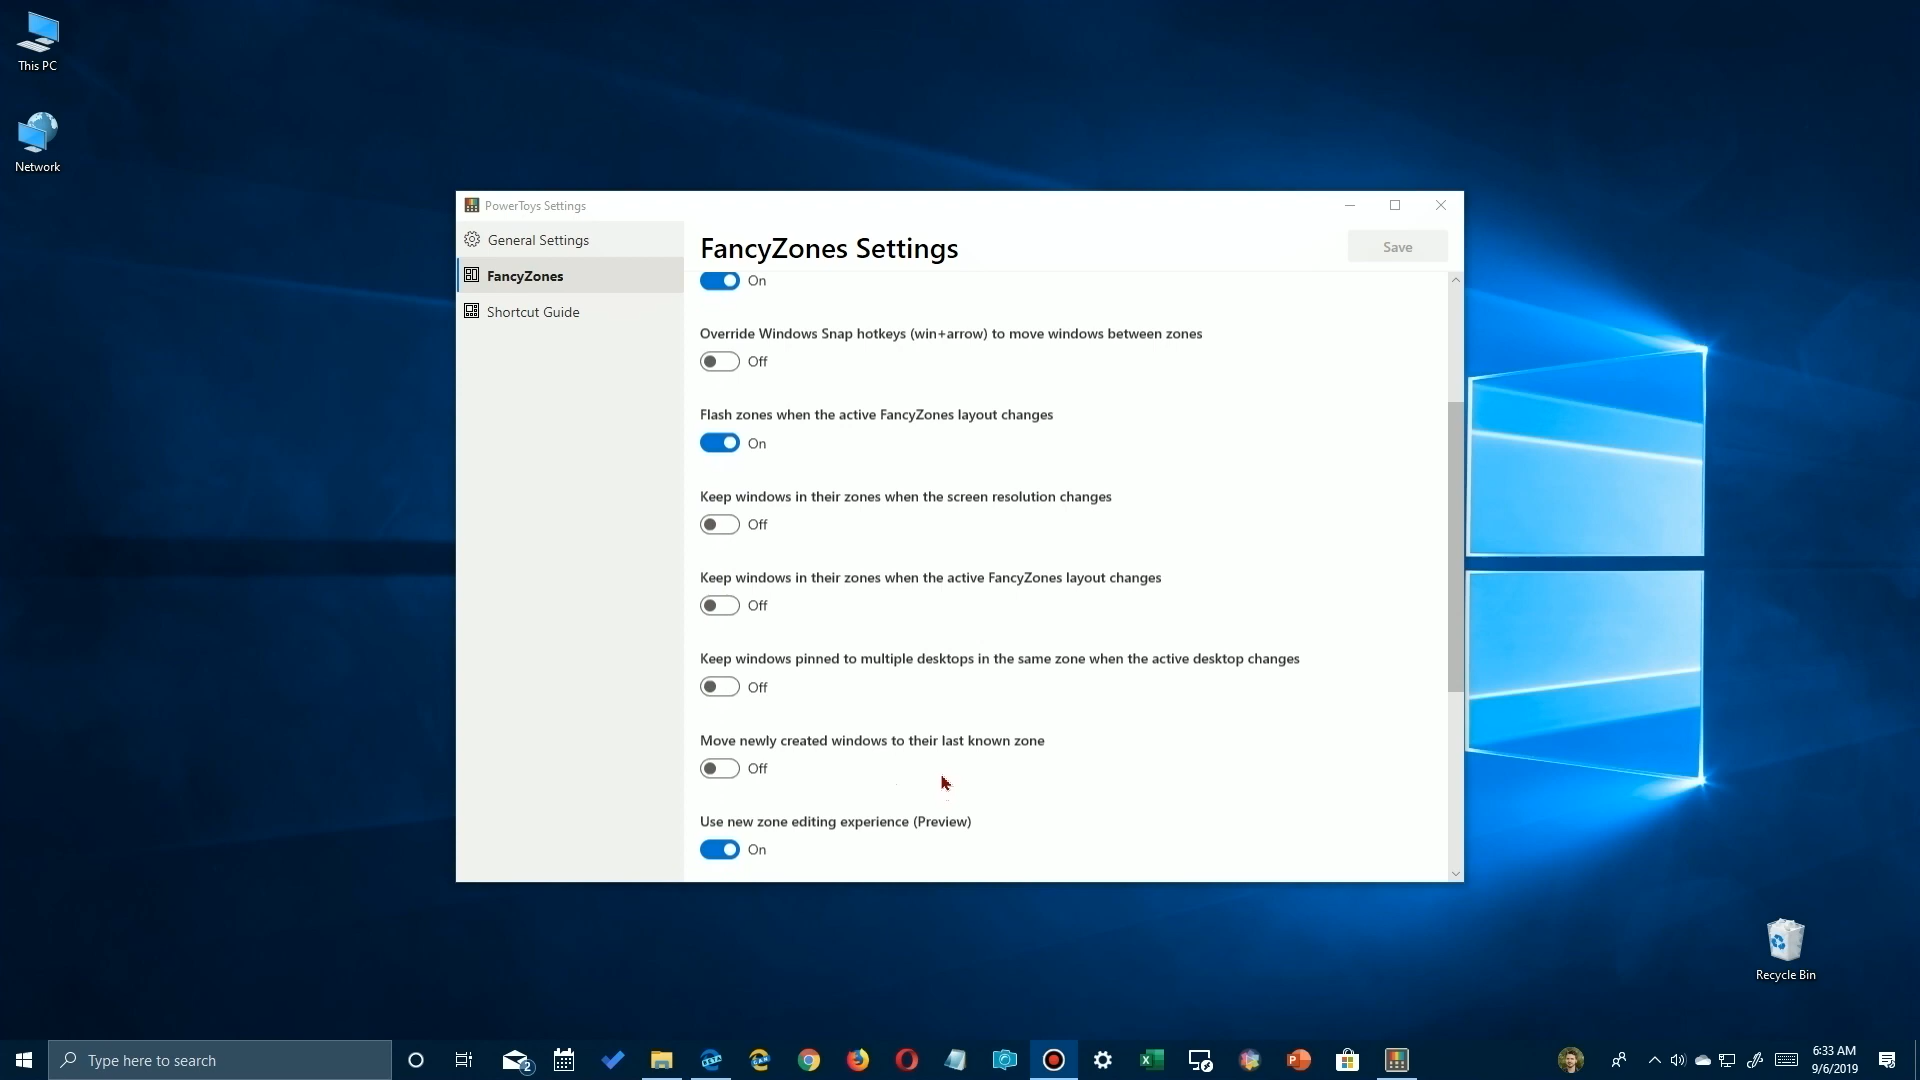 This PC
Network
PowerToys Settings
General Settings
FancyZones
Shortcut Guide
FancyZones Settings
Save
On
Override Windows Snap hotkeys (win+arrow) to move windows between zones
Off
Flash zones when the active FancyZones layout changes
On
Keep windows in their zones when the screen resolution changes
Off
Keep windows in their zones when the active FancyZones layout changes
Off
Keep windows pinned to multiple desktops in the same zone when the active desktop changes
Off
Move newly created windows to their last known zone
Off
Use new zone editing experience (Preview)
On
Recycle Bin
Type here to search
2
BETA
CAN
6:33 AM
9/6/2019